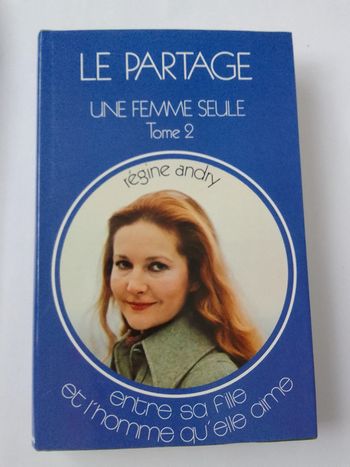 LE PARTAGE
UNE FEMME SEULE
Tome 2
régine andry
entre sa fille
et l'homme qu'elle aime